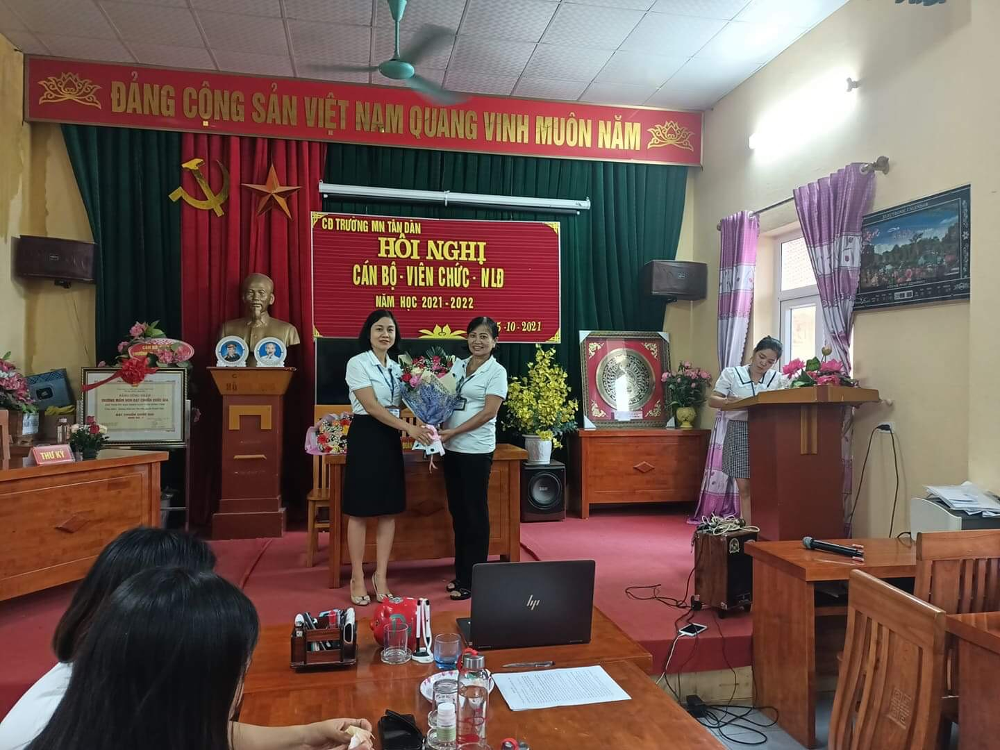 ĐẢNG CỘNG SẢN VIỆT NAM QUANG VINH MUÔN NĂM
CĐ TRƯỜNG MN TÂN DÂN
HỘI NGHỊ
CÁN BỘ - VIÊN CHỨC - NLĐ
NĂM HỌC 2021 - 2022
5 - 10 - 2021
ELECTRONIC CALENDAR
BẰNG CÔNG NHẬN
TRƯỜNG MẦM NON ĐẠT CHUẨN QUỐC GIA
ĐẠT CHUẨN QUỐC GIA
THƯ KÝ
hp